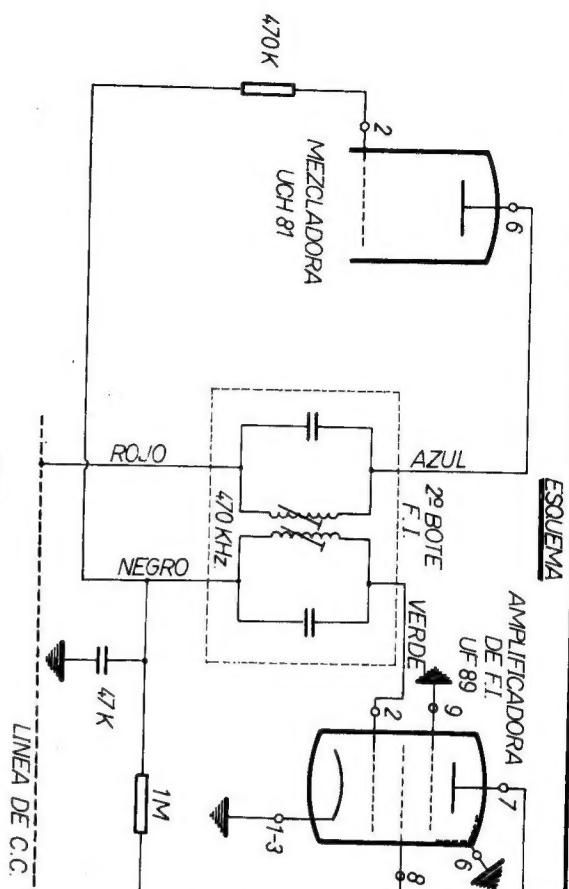 ESQUEMA
470K
2
MEZCLADORA
UCH 81
6
AZUL
ROJO
2º BOTE
F.I.
470 KHz
NEGRO
VERDE
AMPLIFICADORA
DE F.I.
UF 89
7
9
2
6
8
1-3
47K
1M
LINEA DE C.C.